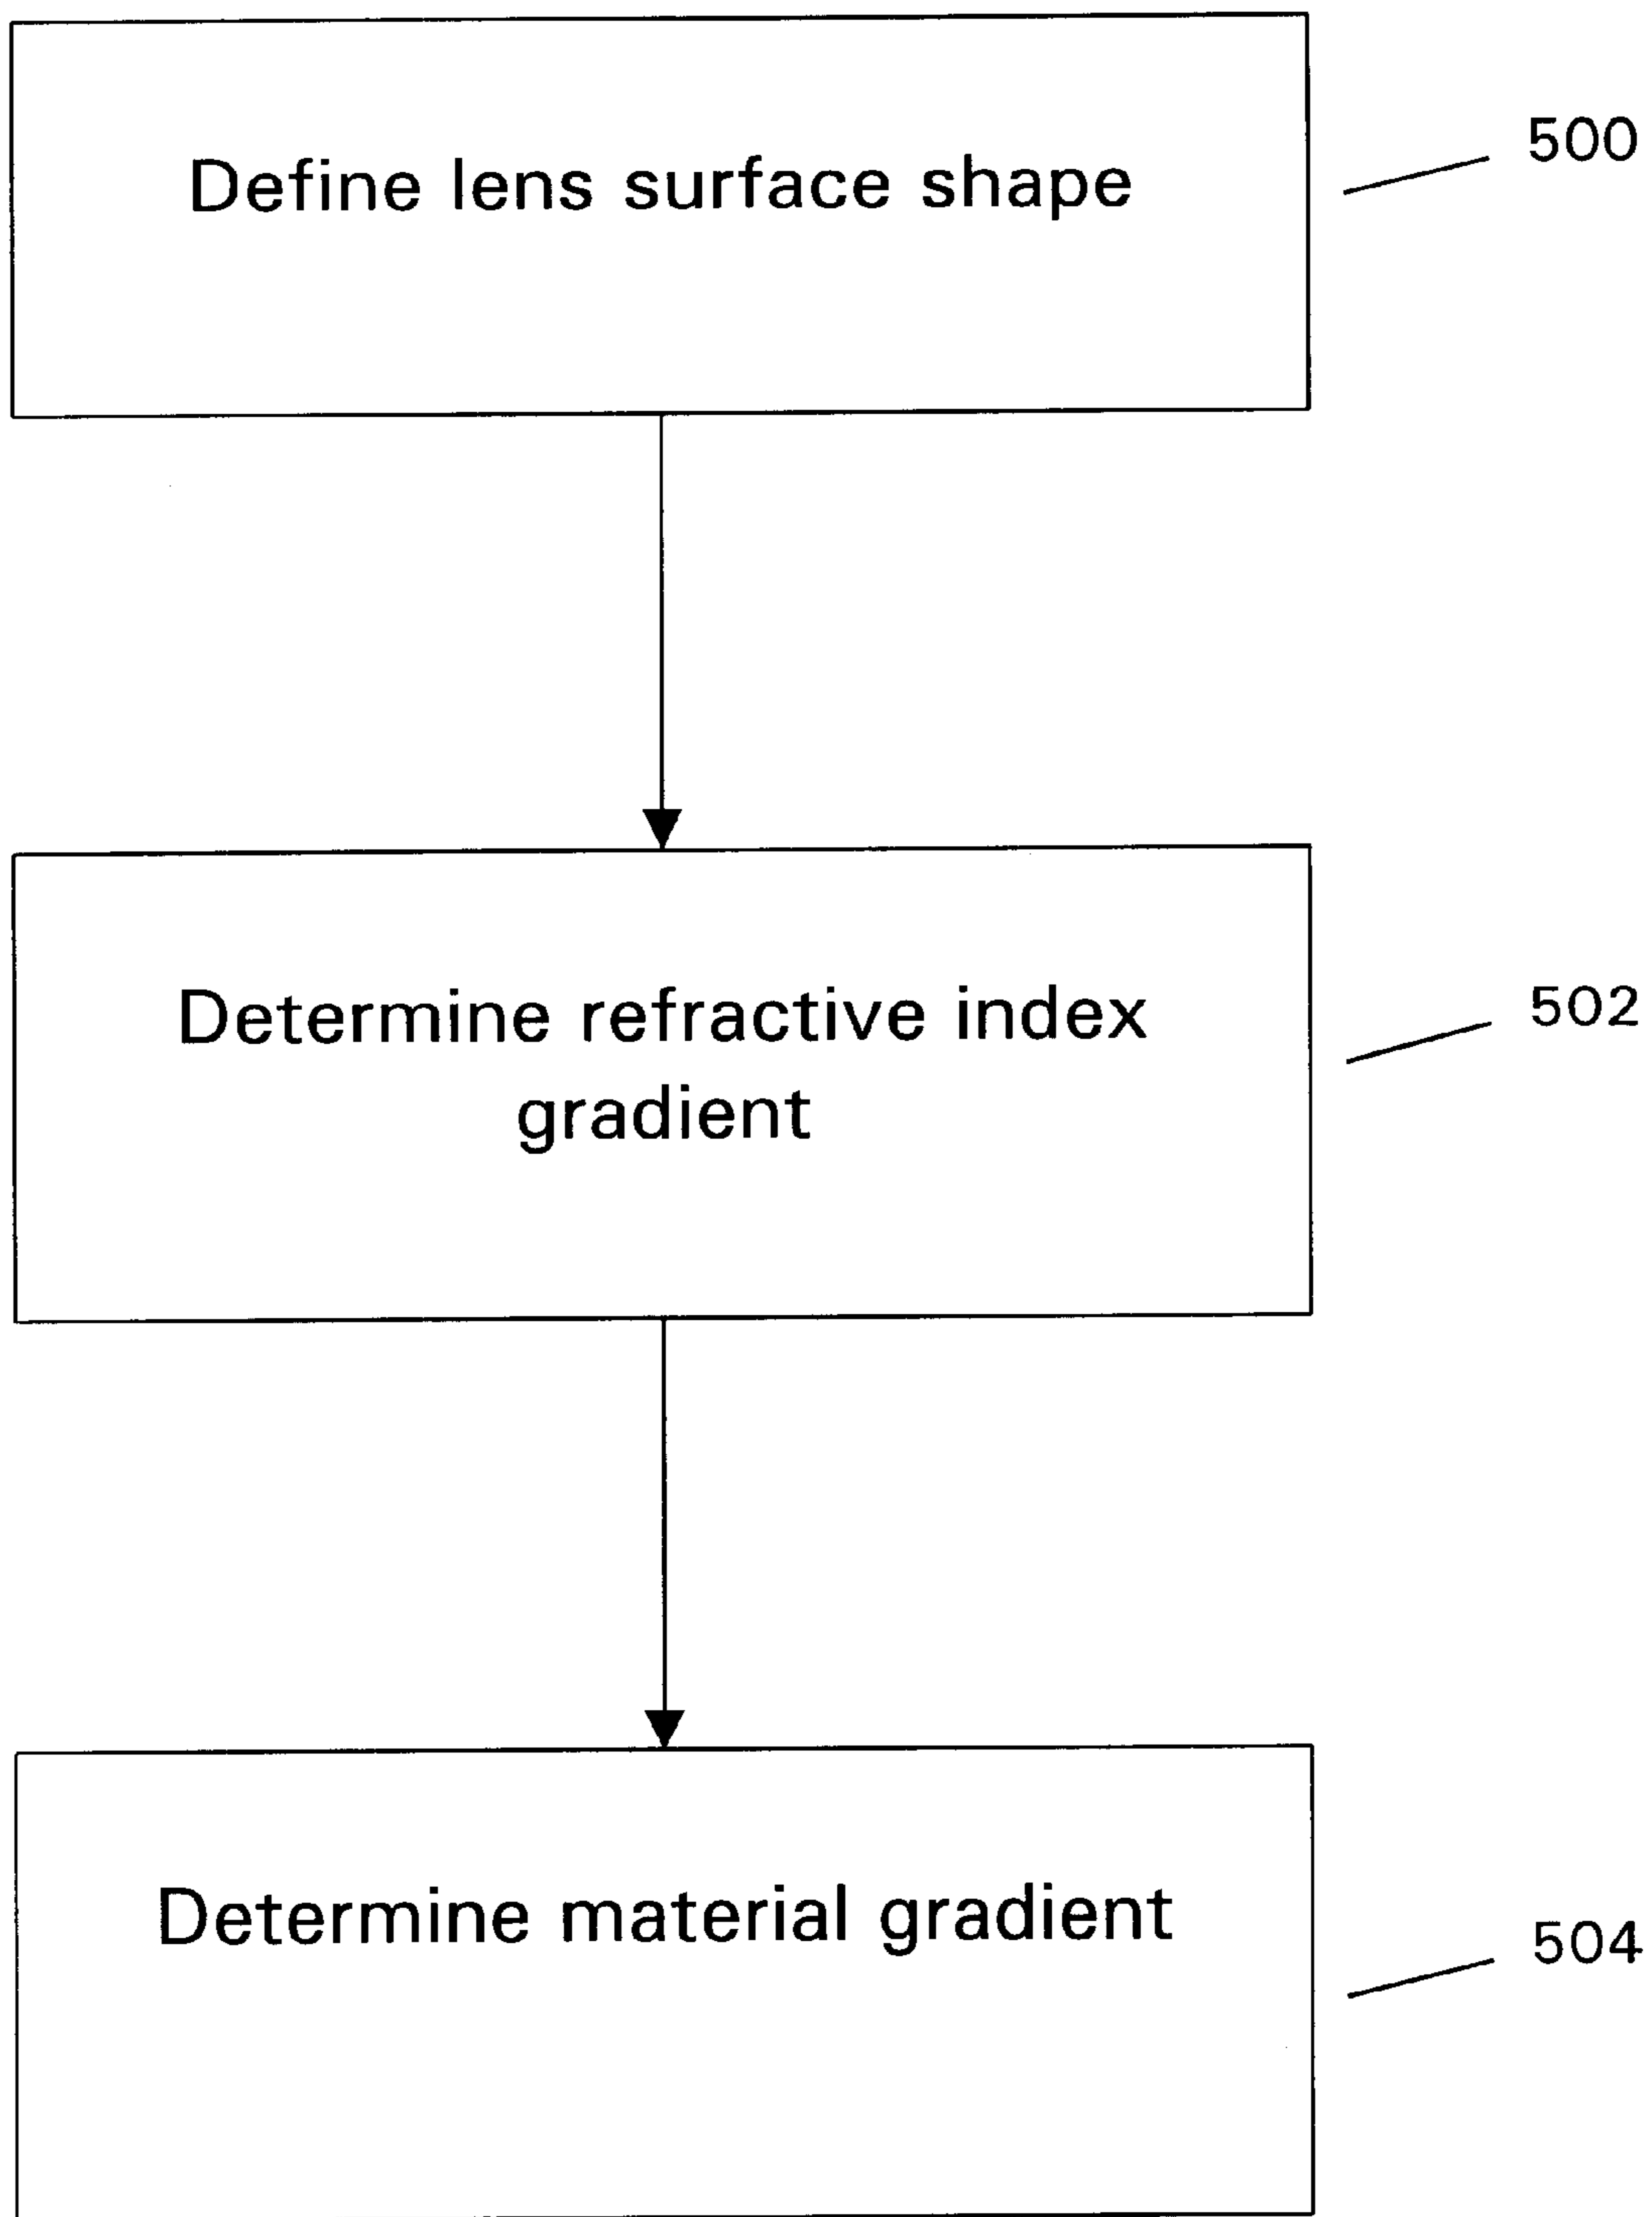 Define lens surface shape
500
Determine refractive index
gradient
502
Determine material gradient
504